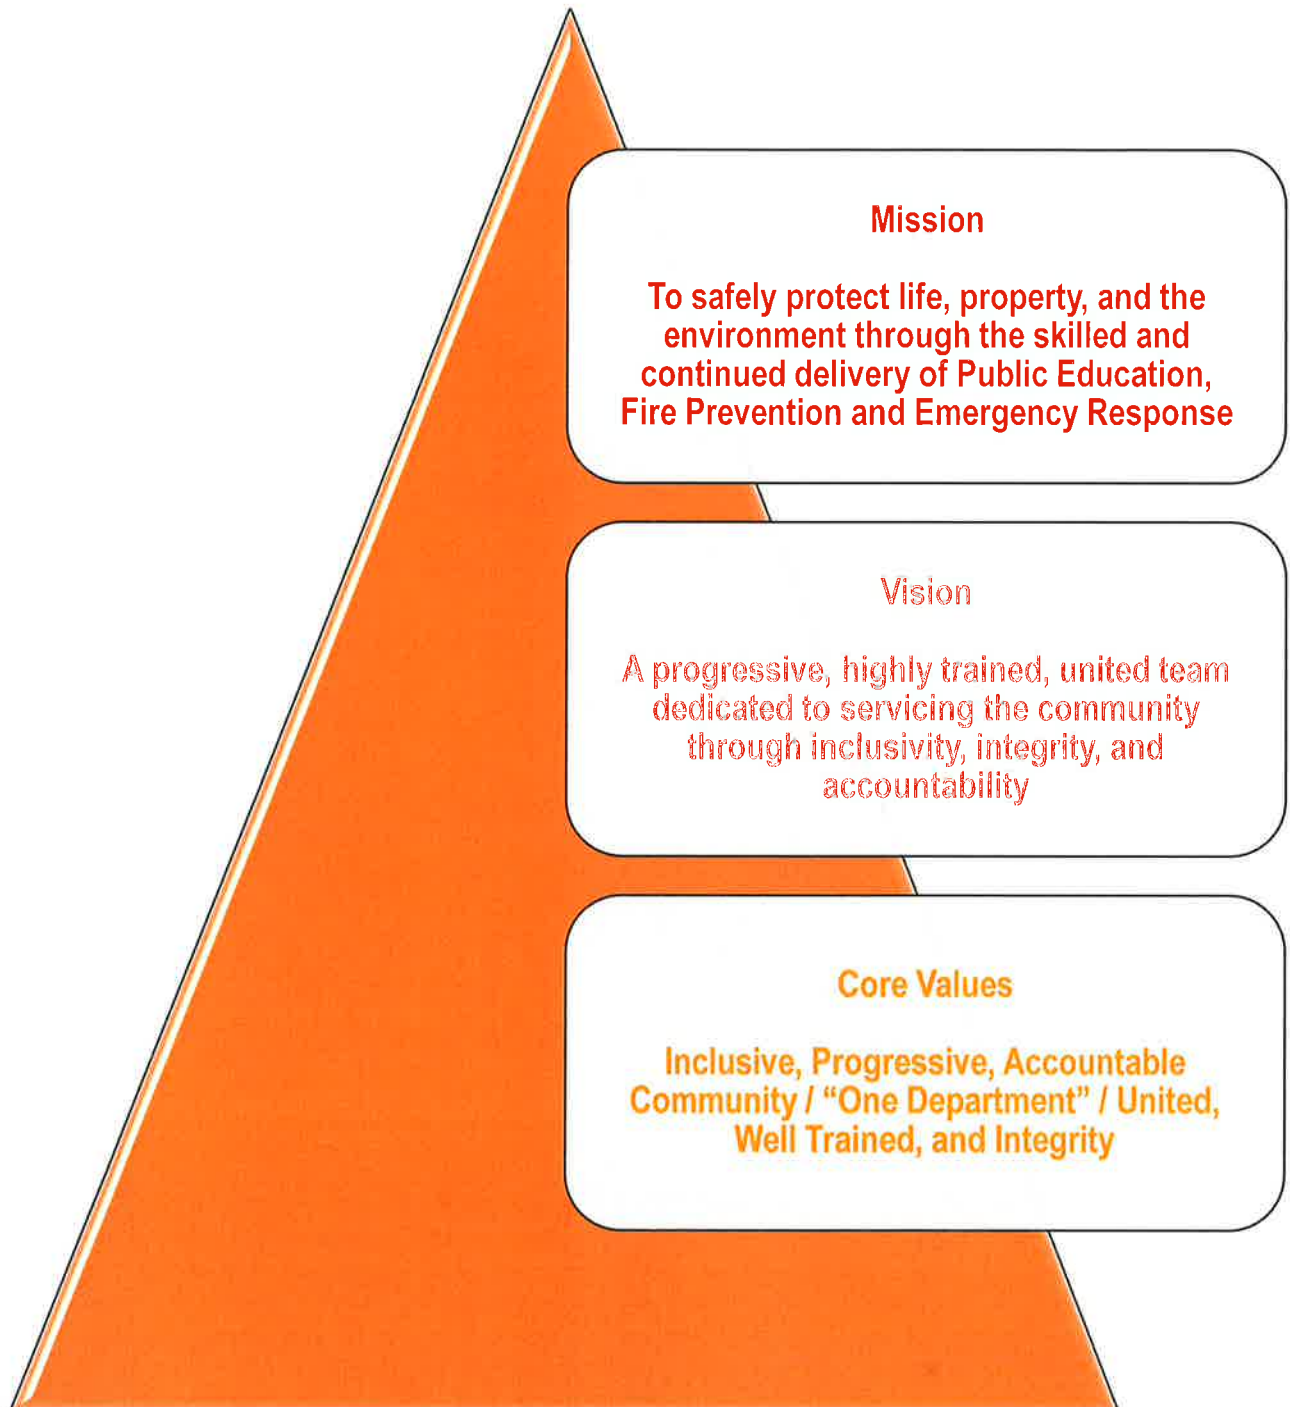 Mission
To safely protect life, property, and the
environment through the skilled and
continued delivery of Public Education,
Fire Prevention and Emergency Response
Vision
A progressive, highly trained, united team
dedicated to servicing the community
through inclusivity, integrity, and
accountability
Core Values
Inclusive, Progressive, Accountable
Community / “One Department” / United,
Well Trained, and Integrity